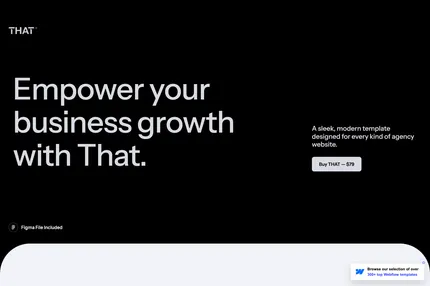 THAT
Empower your
business growth
with That.
A sleek, modern template
designed for every kind of agency
website.
Buy THAT — $79
Figma File included
Browse our selection of over
300+ top Webflow templates